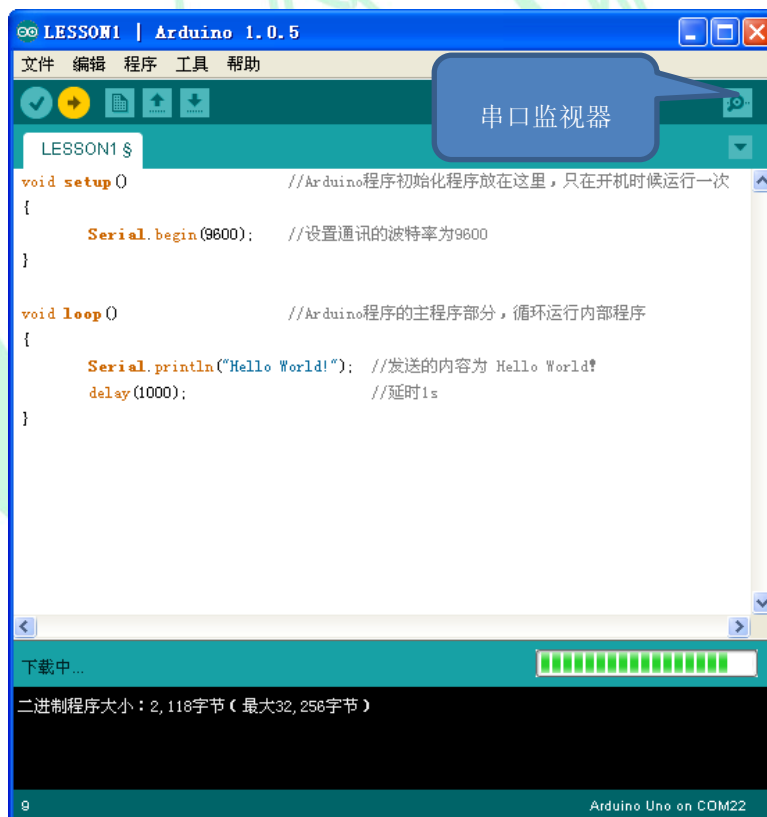 LESSON1 | Arduino 1.0.5
文件 编辑 程序 工具 帮助
串口监视器
LESSON1 §
void setup() //Arduino程序初始化程序放在这里，只在开机时候运行一次
{
Serial.begin(9600); //设置通讯的波特率为9600
}
void loop() //Arduino程序的主程序部分，循环运行内部程序
{
Serial.println("Hello World!"); //发送的内容为 Hello World!
delay(1000); //延时1s
}
下载中...
二进制程序大小：2,118字节（最大32,256字节）
9 Arduino Uno on COM22